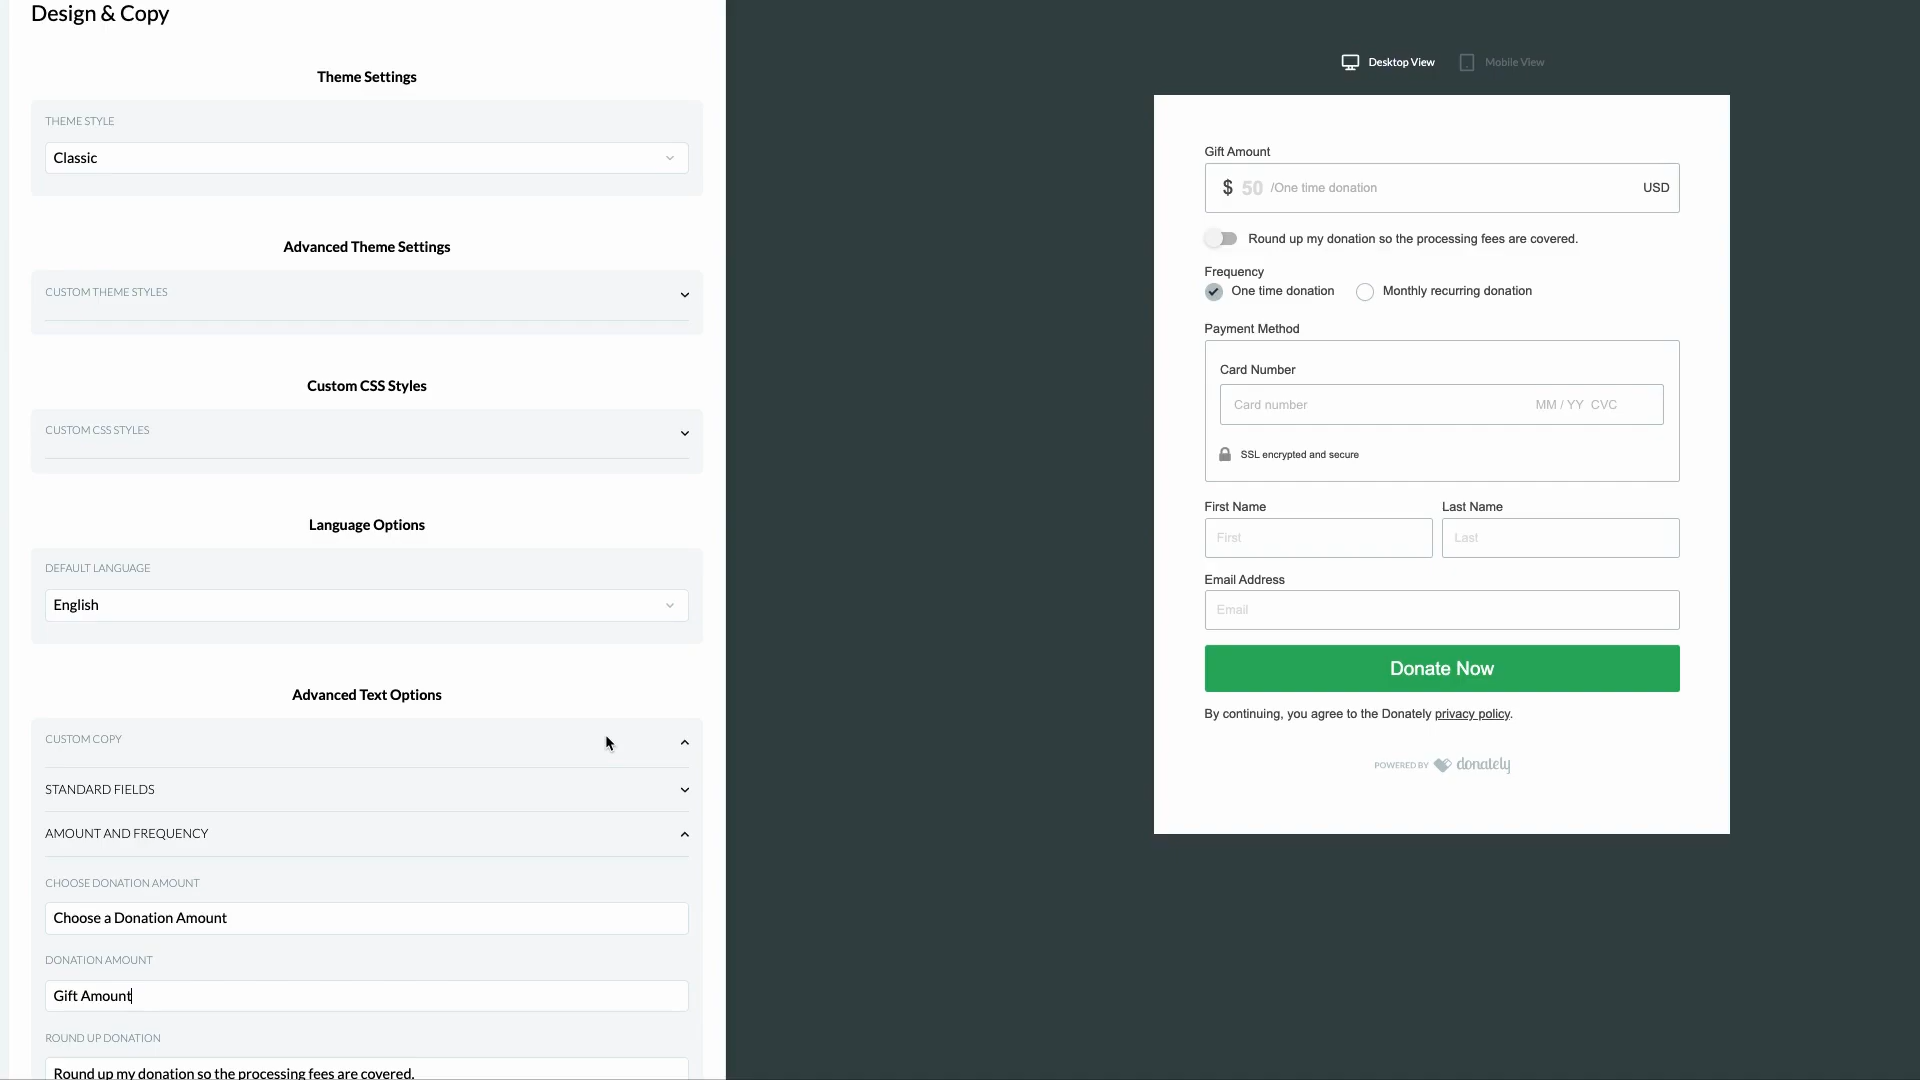 Design & Copy
Theme Settings
THEME STYLE
Classic
Advanced Theme Settings
CUSTOM THEME STYLES
Custom CSS Styles
CUSTOM CSS STYLES
Language Options
DEFAULT LANGUAGE
English
Advanced Text Options
CUSTOM COPY
STANDARD FIELDS
AMOUNT AND FREQUENCY
CHOOSE DONATION AMOUNT
Choose a Donation Amount
DONATION AMOUNT
Gift Amount
ROUND UP DONATION
Round up my donation so the processing fees are covered.
Desktop View Mobile View
Gift Amount
$ 50 /One time donation USD
Round up my donation so the processing fees are covered.
Frequency
One time donation Monthly recurring donation
Payment Method
Card Number
Card number MM / YY CVC
SSL encrypted and secure
First Name Last Name
First Last
Email Address
Email
Donate Now
By continuing, you agree to the Donately privacy policy.
POWERED BY donately